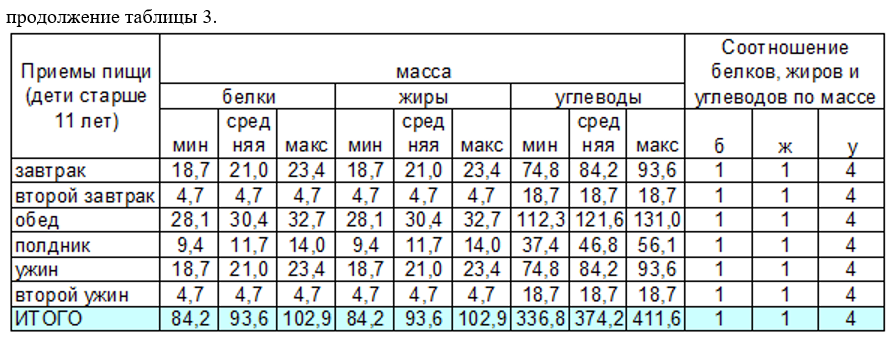 продолжение таблицы 3.
Приемы пищи (дети старше 11 лет) масса Соотношение белков, жиров и углеводов по массе
белки жиры углеводы
мин сред няя макс мин сред няя макс мин сред няя макс б ж у
завтрак 18,7 21,0 23,4 18,7 21,0 23,4 74,8 84,2 93,6 1 1 4
второй завтрак 4,7 4,7 4,7 4,7 4,7 4,7 18,7 18,7 18,7 1 1 4
обед 28,1 30,4 32,7 28,1 30,4 32,7 112,3 121,6 131,0 1 1 4
полдник 9,4 11,7 14,0 9,4 11,7 14,0 37,4 46,8 56,1 1 1 4
ужин 18,7 21,0 23,4 18,7 21,0 23,4 74,8 84,2 93,6 1 1 4
второй ужин 4,7 4,7 4,7 4,7 4,7 4,7 18,7 18,7 18,7 1 1 4
ИТОГО 84,2 93,6 102,9 84,2 93,6 102,9 336,8 374,2 411,6 1 1 4